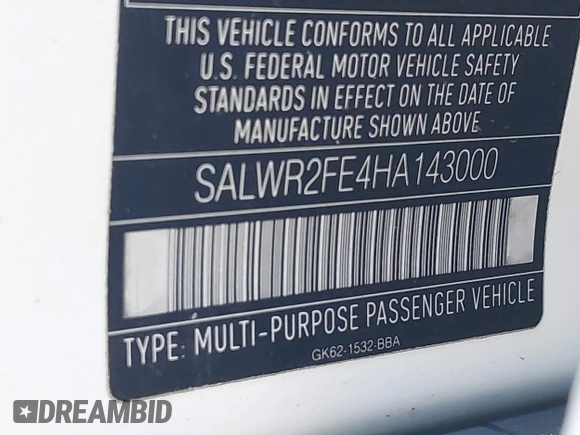 THIS VEHICLE CONFORMS TO ALL APPLICABLE
U.S. FEDERAL MOTOR VEHICLE SAFETY
STANDARDS IN EFFECT ON THE DATE OF
MANUFACTURE SHOWN ABOVE
SALWR2FE4HA143000
TYPE: MULTI-PURPOSE PASSENGER VEHICLE
GK62-1532-BBA
DREAMBID